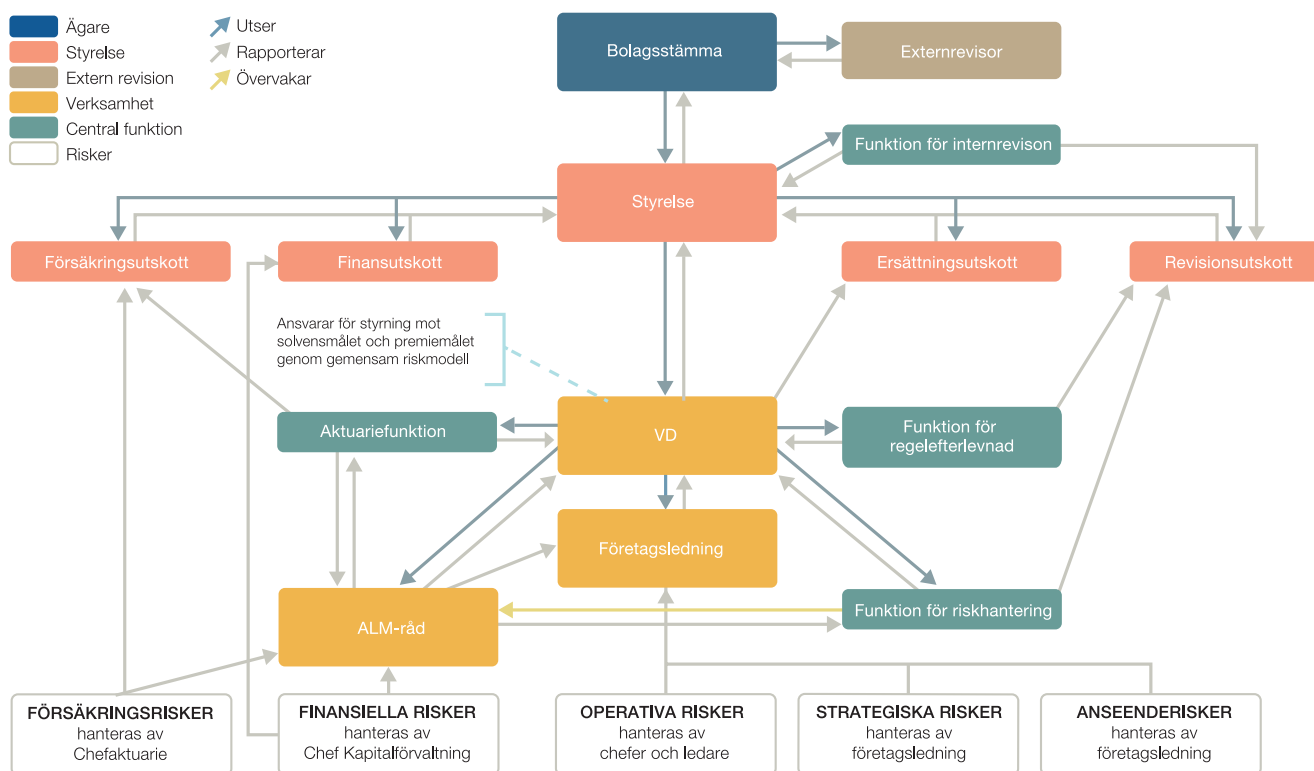 Ägare
Styrelse
Extern revision
Verksamhet
Central funktion
Risker
Utser
Rapporterar
Övervakar
Bolagsstämma
Externrevisor
Funktion för internrevison
Styrelse
Försäkringsutskott
Finansutskott
Ersättningsutskott
Revisionsutskott
Ansvarar för styrning mot
solvensmålet och premiemålet
genom gemensam riskmodell
Aktuariefunktion
VD
Funktion för
regelefterlevnad
Företagsledning
ALM-råd
Funktion för riskhantering
FÖRSÄKRINGSRISKER
hanteras av
Chefaktuarie
FINANSIELLA RISKER
hanteras av
Chef Kapitalförvaltning
OPERATIVA RISKER
hanteras av
chefer och ledare
STRATEGISKA RISKER
hanteras av
företagsledning
ANSEENDERISKER
hanteras av
företagsledning